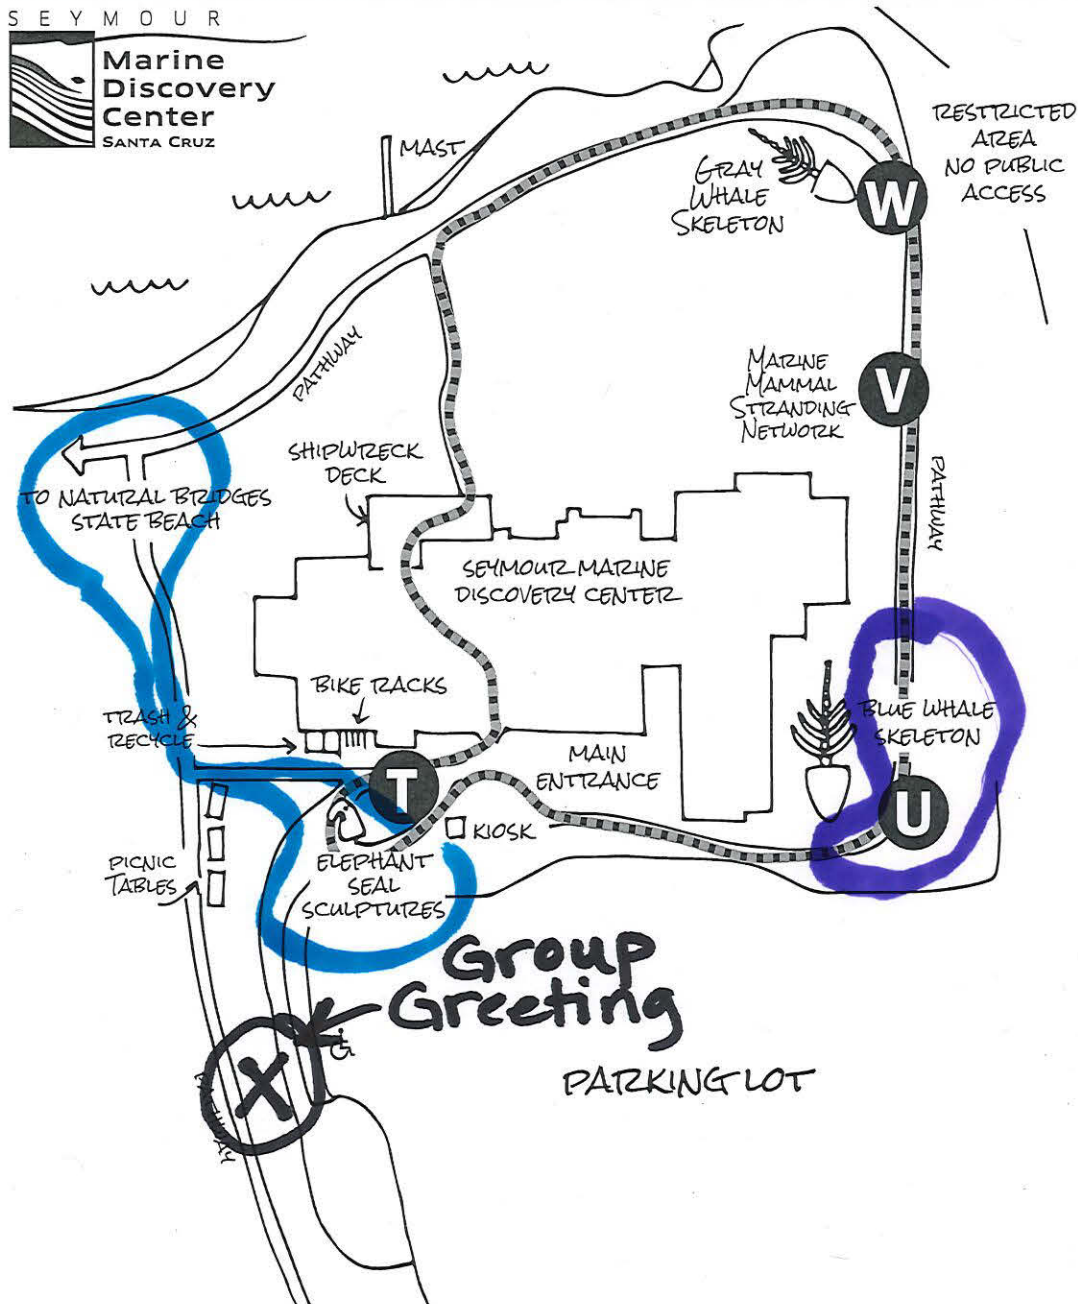 SEYMOUR
Marine
Discovery
Center
SANTA CRUZ
MAST
RESTRICTED
AREA
NO PUBLIC
ACCESS
GRAY
WHALE
SKELETON
W
PATHWAY
MARINE
MAMMAL
STRANDING
NETWORK
V
PATHWAY
SHIPWRECK
DECK
TO NATURAL BRIDGES
STATE BEACH
SEYMOUR MARINE
DISCOVERY CENTER
BIKE RACKS
TRASH &
RECYCLE
MAIN
ENTRANCE
BLUE WHALE
SKELETON
T
U
KIOSK
PICNIC
TABLES
ELEPHANT
SEAL
SCULPTURES
Group
Greeting
X
PARKING LOT
PATHWAY